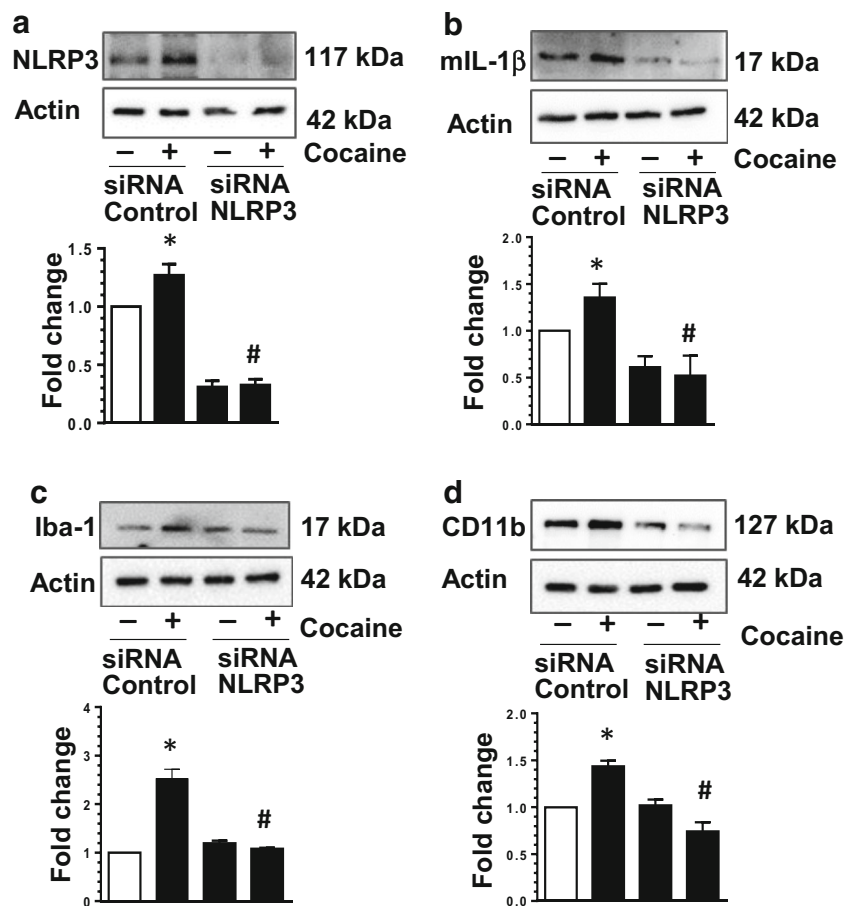 a
NLRP3 117 kDa
Actin 42 kDa
– + – + Cocaine
siRNA siRNA
Control NLRP3
Fold change
1.5
1.0
0.5
0.0
*
#
b
mIL-1β 17 kDa
Actin 42 kDa
– + – + Cocaine
siRNA siRNA
Control NLRP3
Fold change
2.0
1.5
1.0
0.5
0.0
*
#
c
Iba-1 17 kDa
Actin 42 kDa
– + – + Cocaine
siRNA siRNA
Control NLRP3
Fold change
4
3
2
1
0
*
#
d
CD11b 127 kDa
Actin 42 kDa
– + – + Cocaine
siRNA siRNA
Control NLRP3
Fold change
2.0
1.5
1.0
0.5
0.0
*
#